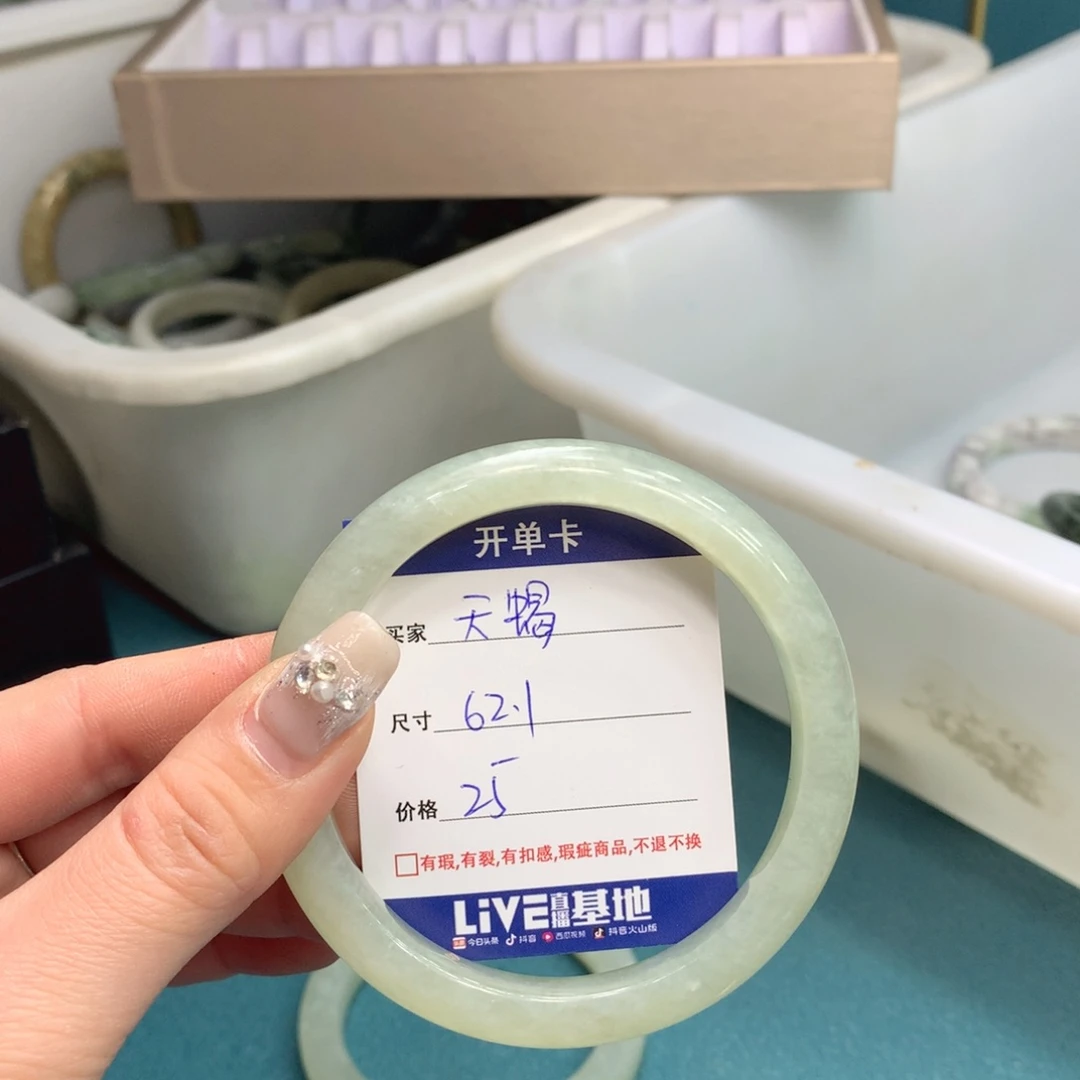 开单卡
买家 天蝎
尺寸 62.1
价格 25
有瑕,有裂,有扣感,瑕疵商品,不退不换
LiVE直播基地
今日头条 抖音 西瓜视频 抖音火山版